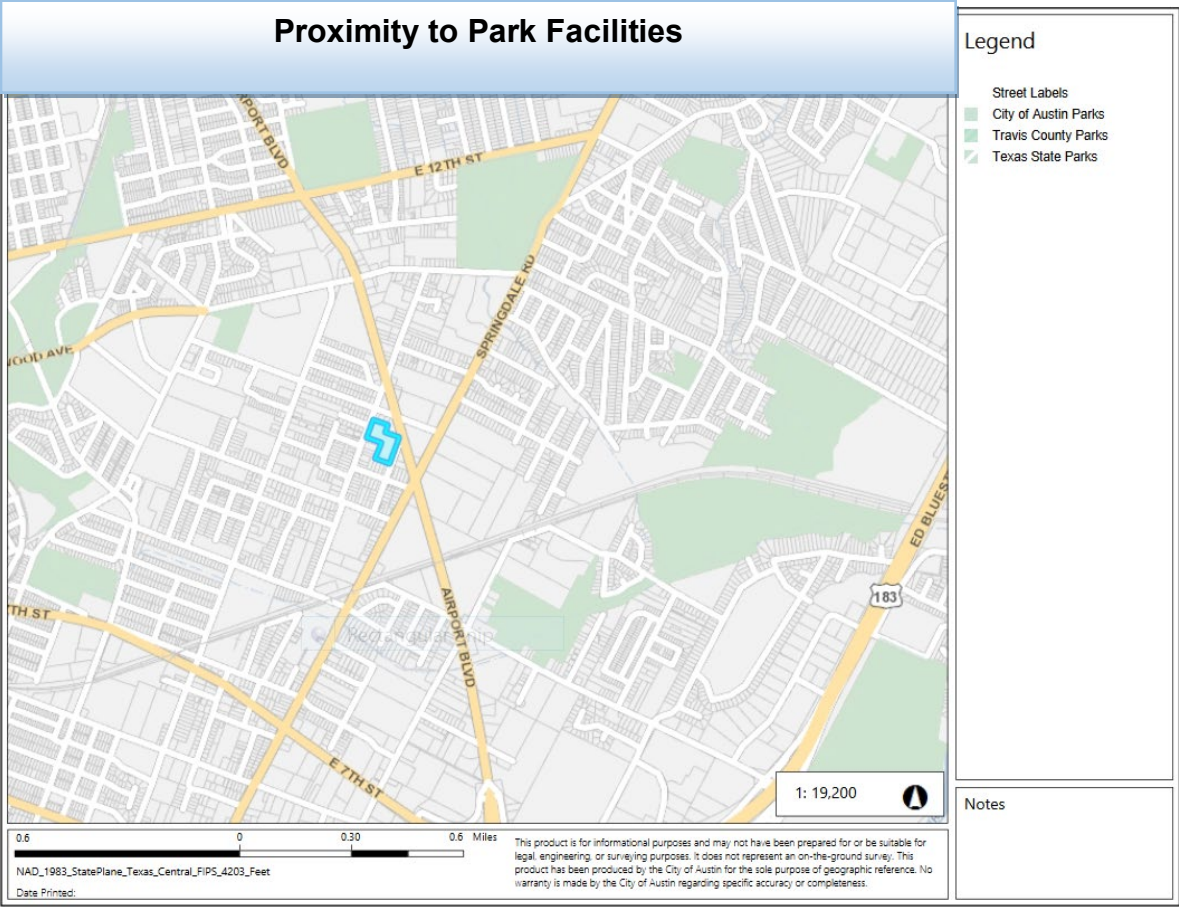 Proximity to Park Facilities
Legend
Street Labels
City of Austin Parks
Travis County Parks
Texas State Parks
RPORT BLVD
E 12TH ST
SPRINGDALE RD
WOOD AVE
ED BLUEST
183
7TH ST
AIRPORT BLVD
E 7TH ST
1: 19,200
Notes
0.6 0 0.30 0.6 Miles
NAD_1983_StatePlane_Texas_Central_FIPS_4203_Feet
Date Printed:
This product is for informational purposes and may not have been prepared for or be suitable for
legal, engineering, or surveying purposes. It does not represent an on-the-ground survey. This
product has been produced by the City of Austin for the sole purpose of geographic reference. No
warranty is made by the City of Austin regarding specific accuracy or completeness.